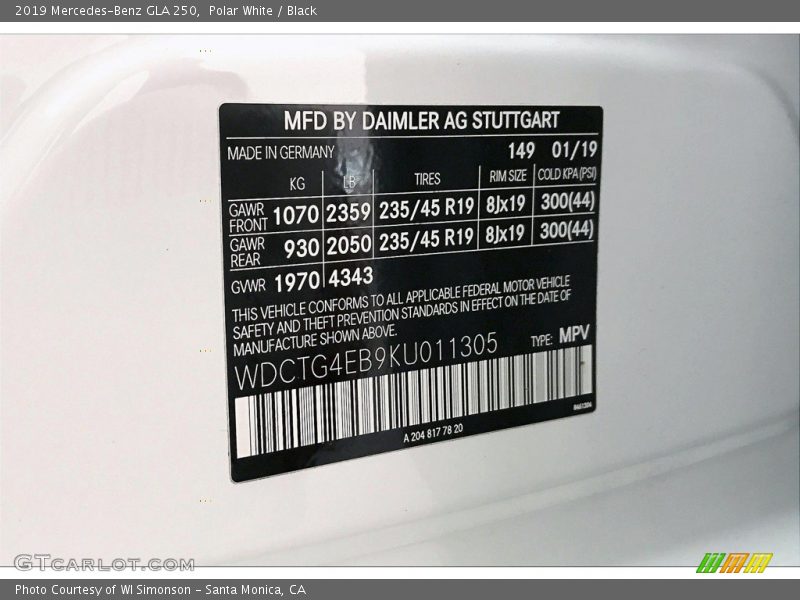 2019 Mercedes-Benz GLA 250,  Polar White / Black
MFD BY DAIMLER AG STUTTGART
MADE IN GERMANY 149 01/19
KG LB TIRES RIM SIZE COLD KPA(PSI)
GAWR FRONT 1070 2359 235/45 R19 8Jx19 300(44)
GAWR REAR 930 2050 235/45 R19 8Jx19 300(44)
GVWR 1970 4343
THIS VEHICLE CONFORMS TO ALL APPLICABLE FEDERAL MOTOR VEHICLE
SAFETY AND THEFT PREVENTION STANDARDS IN EFFECT ON THE DATE OF
MANUFACTURE SHOWN ABOVE.
WDCTG4EB9KU011305 TYPE: MPV
A 204 817 78 20
GTCARLOT.COM
Photo Courtesy of WI Simonson - Santa Monica, CA